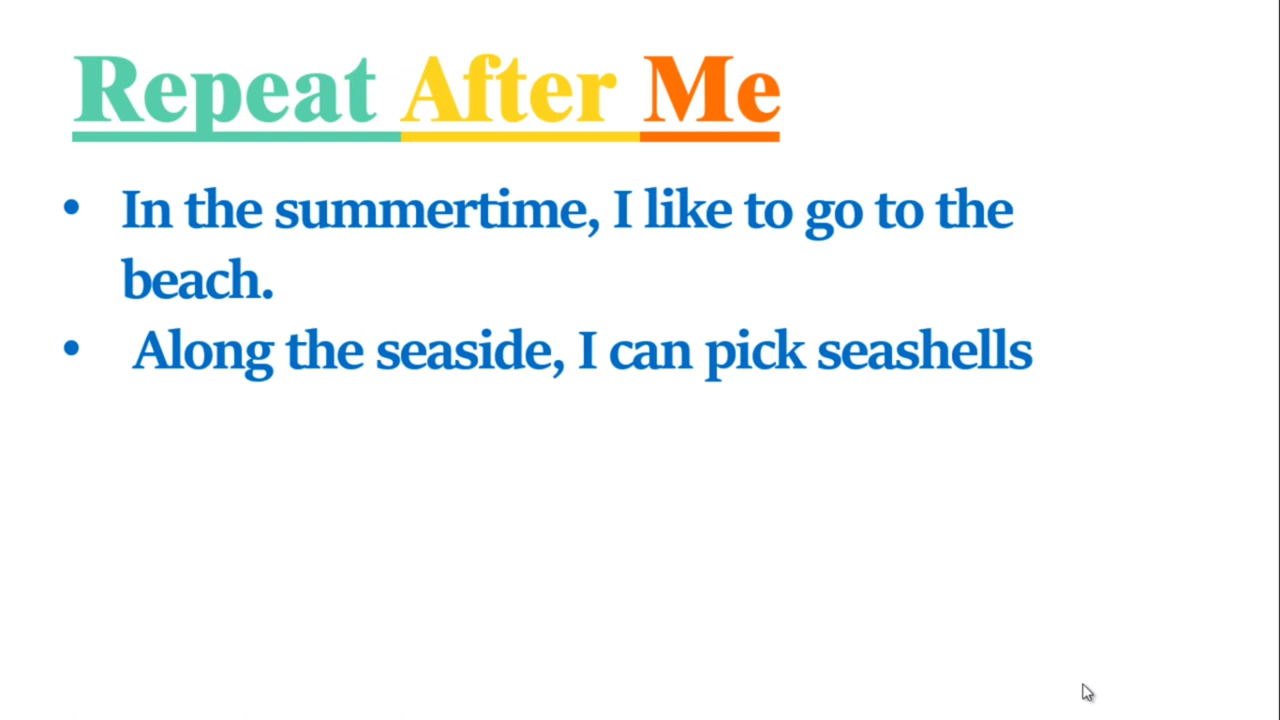 Repeat After Me
• In the summertime, I like to go to the
beach.
• Along the seaside, I can pick seashells